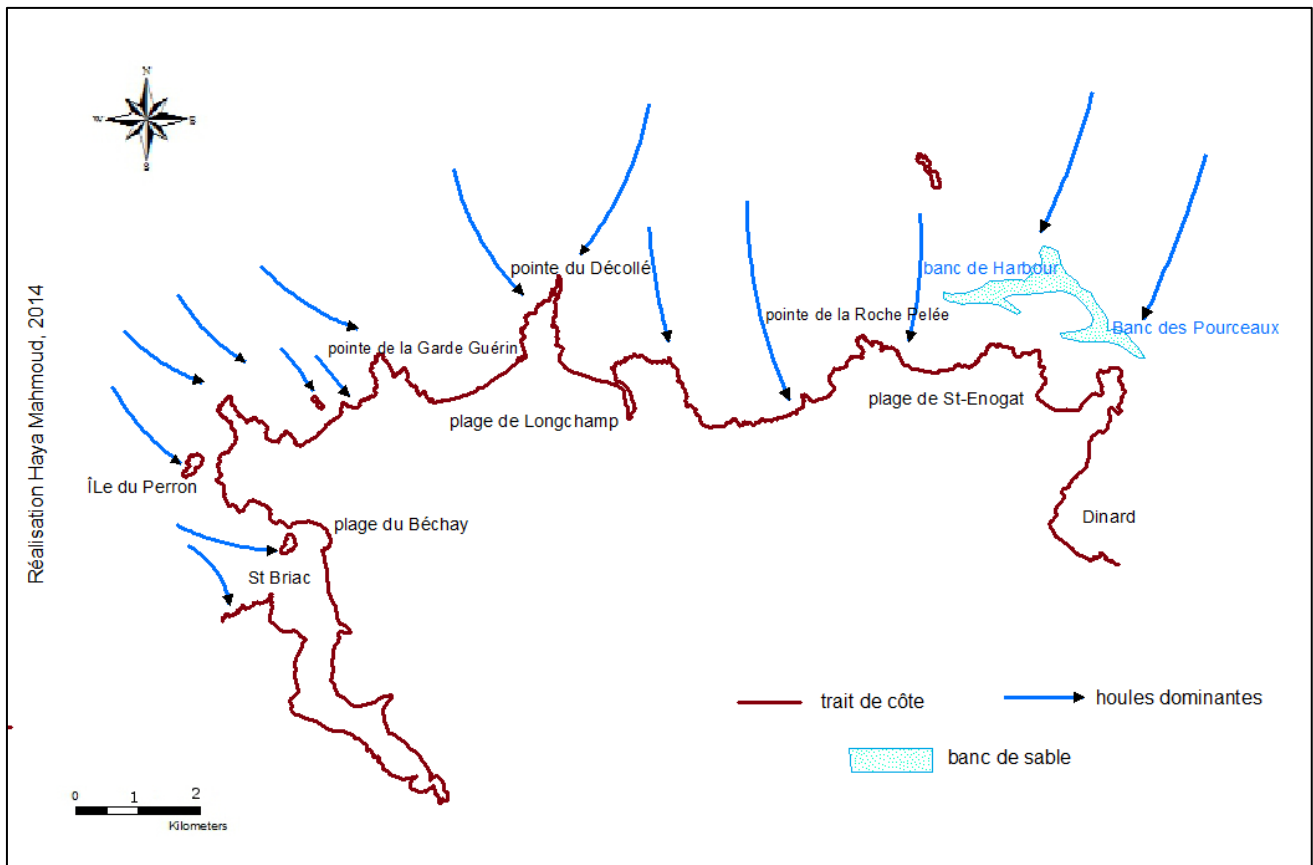 N
W
E
S
pointe du Décollé
banc de Harbour
pointe de la Roche Pelée
Banc des Pourceaux
pointe de la Garde Guérin
plage de St-Enogat
plage de Longchamp
ÎLe du Perron
Dinard
plage du Béchay
St Briac
Réalisation Haya Mahmoud, 2014
trait de côte
houles dominantes
banc de sable
0 1 2
Kilometers